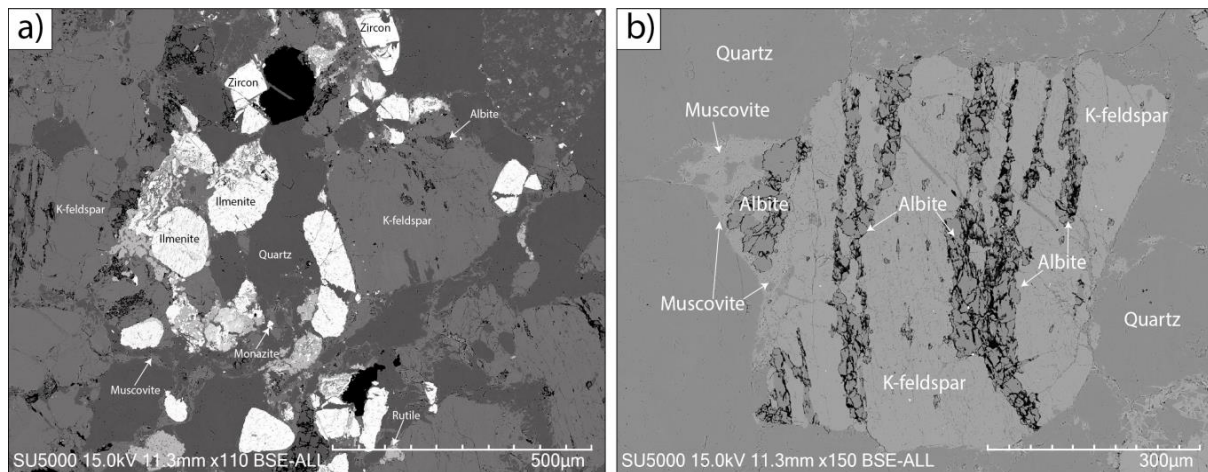 a)
Zircon
Zircon
Albite
K-feldspar
Ilmenite
Ilmenite
K-feldspar
Quartz
Monazite
Muscovite
Rutile
SU5000 15.0kV 11.3mm x110 BSE-ALL
500μm
b)
Quartz
Muscovite
K-feldspar
Albite
Albite
Albite
Muscovite
Quartz
K-feldspar
SU5000 15.0kV 11.3mm x150 BSE-ALL
300μm